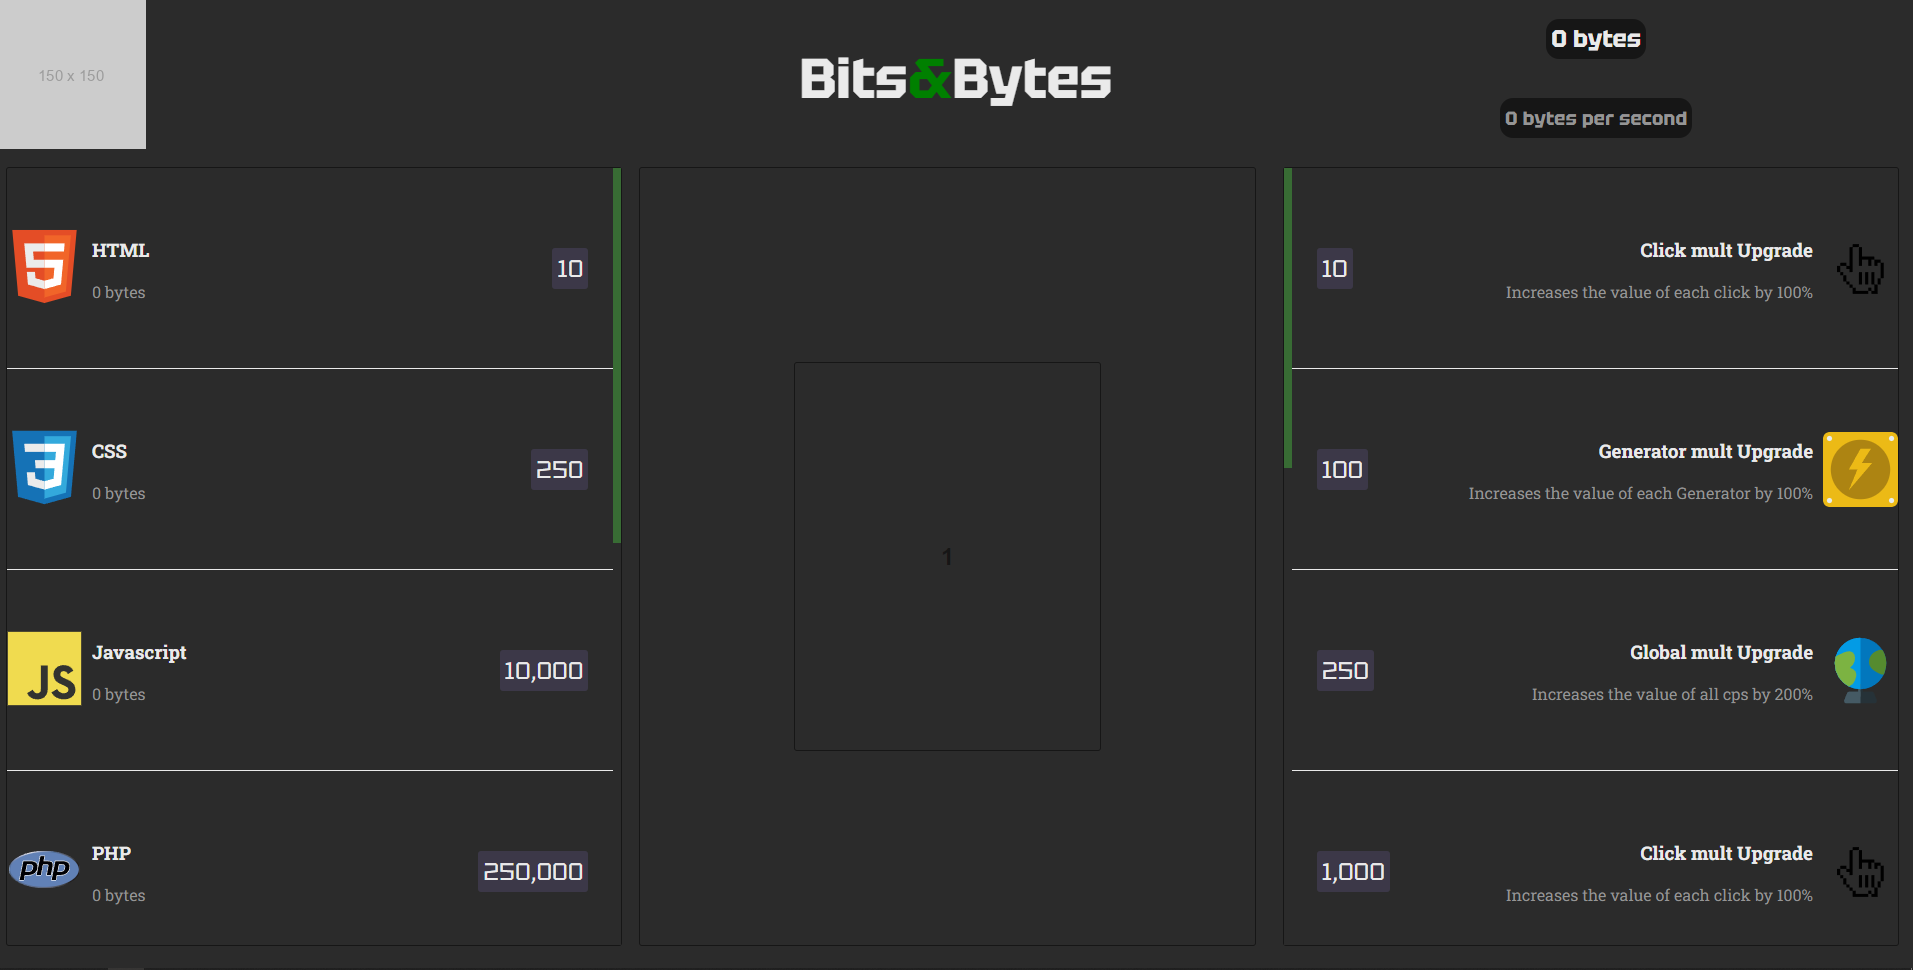 150 x 150
Bits&Bytes
0 bytes
0 bytes per second
HTML
0 bytes
10
CSS
0 bytes
250
JS
Javascript
0 bytes
10,000
php
PHP
0 bytes
250,000
1
10
Click mult Upgrade
Increases the value of each click by 100%
100
Generator mult Upgrade
Increases the value of each Generator by 100%
250
Global mult Upgrade
Increases the value of all cps by 200%
1,000
Click mult Upgrade
Increases the value of each click by 100%